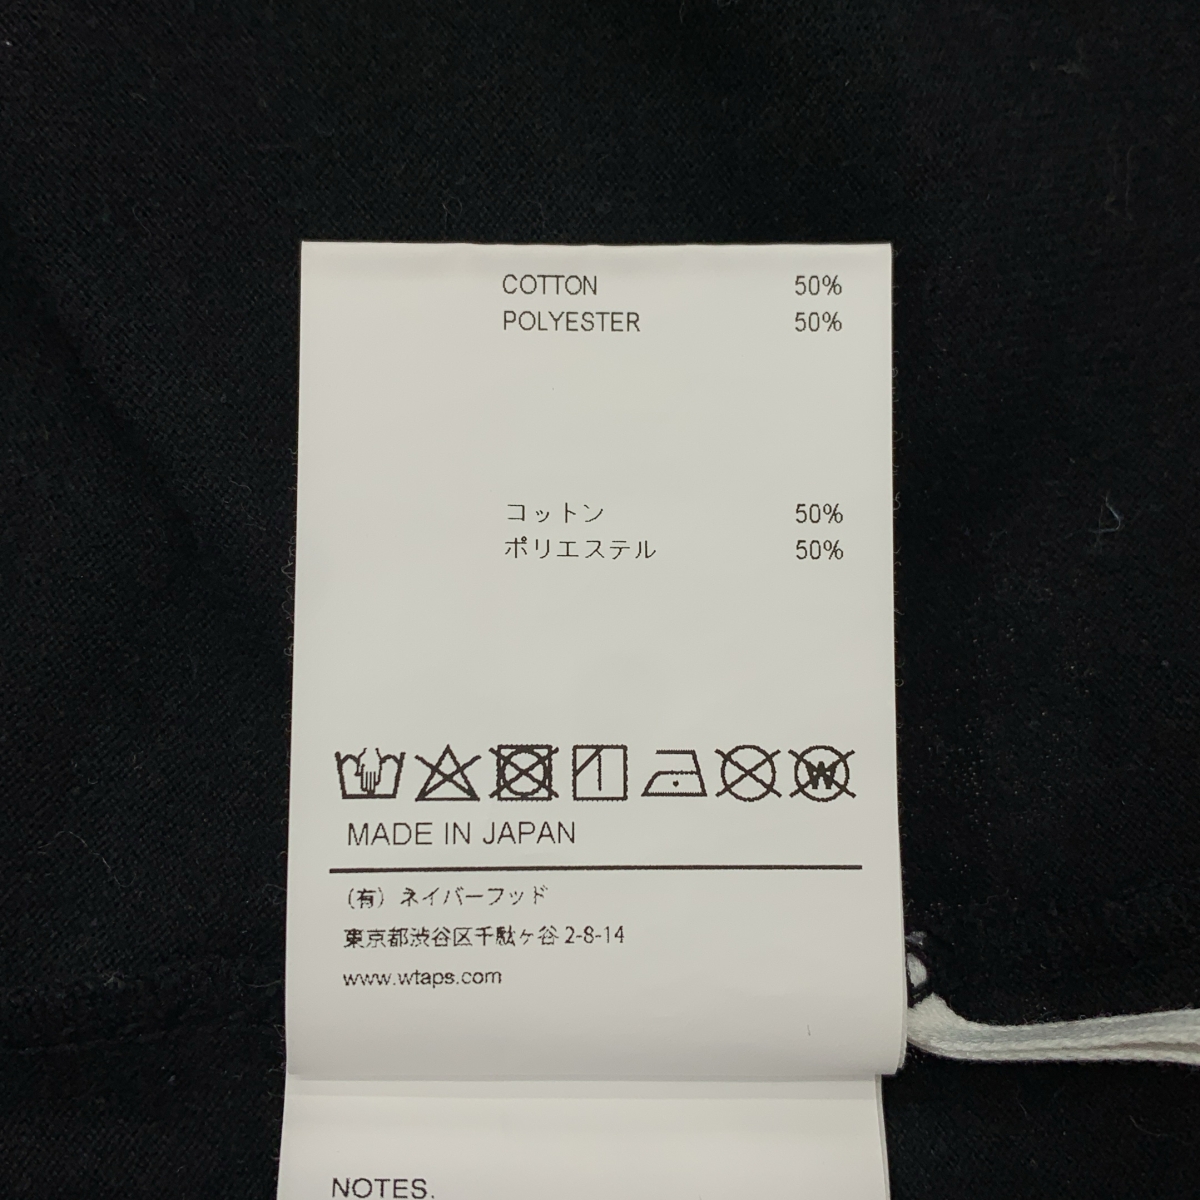 COTTON 50%
POLYESTER 50%
コットン 50%
ポリエステル 50%
W
MADE IN JAPAN
(有) ネイバーフッド
東京都渋谷区千駄ヶ谷 2-8-14
www.wtaps.com
NOTES.